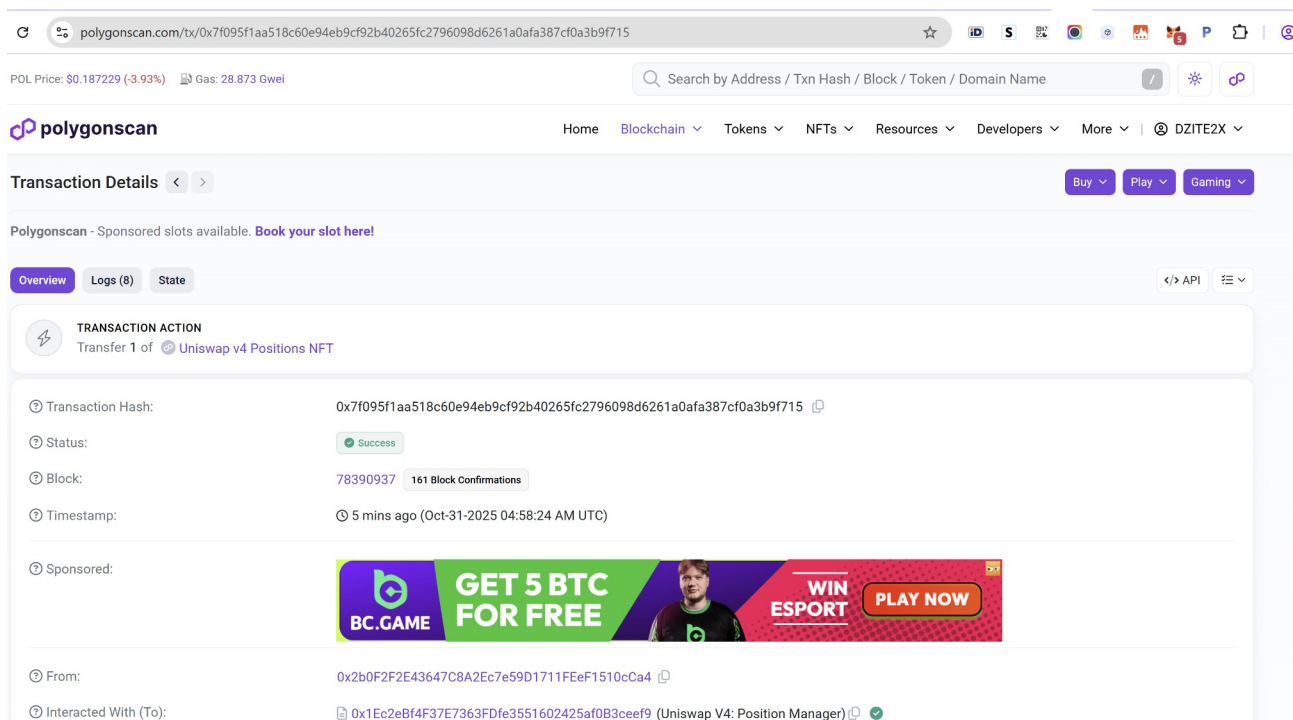 polygonscan.com/tx/0x7f095f1aa518c60e94eb9cf92b40265fc2796098d6261a0afa387cf0a3b9f715
iD S P 5
POL Price: $0.187229 (-3.93%) Gas: 28.873 Gwei
Search by Address / Txn Hash / Block / Token / Domain Name /
polygonscan
Home Blockchain Tokens NFTs Resources Developers More | DZITE2X
Transaction Details
Buy Play Gaming
Polygonscan - Sponsored slots available. Book your slot here!
Overview Logs (8) State
</> API
TRANSACTION ACTION
Transfer 1 of Uniswap v4 Positions NFT
Transaction Hash: 0x7f095f1aa518c60e94eb9cf92b40265fc2796098d6261a0afa387cf0a3b9f715
Status: Success
Block: 78390937 161 Block Confirmations
Timestamp: 5 mins ago (Oct-31-2025 04:58:24 AM UTC)
Sponsored:
BC.GAME
GET 5 BTC
FOR FREE
WIN
ESPORT
PLAY NOW
From: 0x2b0F2F2E43647C8A2Ec7e59D1711FEeF1510cCa4
Interacted With (To): 0x1Ec2eBf4F37E7363FDfe3551602425af0B3ceef9 (Uniswap V4: Position Manager)